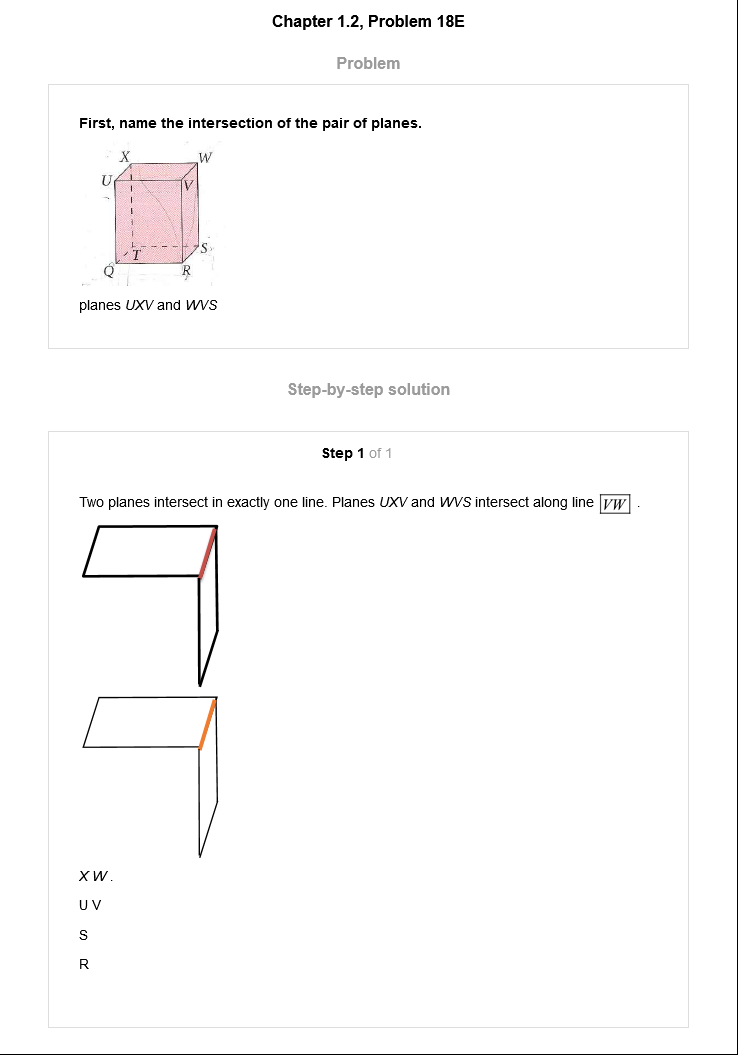 Chapter 1.2, Problem 18E
Problem
First, name the intersection of the pair of planes.
X W
U V
T S
Q R
planes UXV and WVS
Step-by-step solution
Step 1 of 1
Two planes intersect in exactly one line. Planes UXV and WVS intersect along line VW .
X W .
U V
S
R